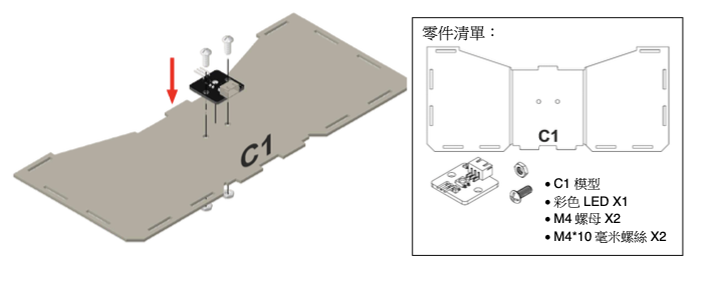 C1
零件清單：
C1
• C1 模型
• 彩色 LED X1
• M4 螺母 X2
• M4*10 毫米螺絲 X2